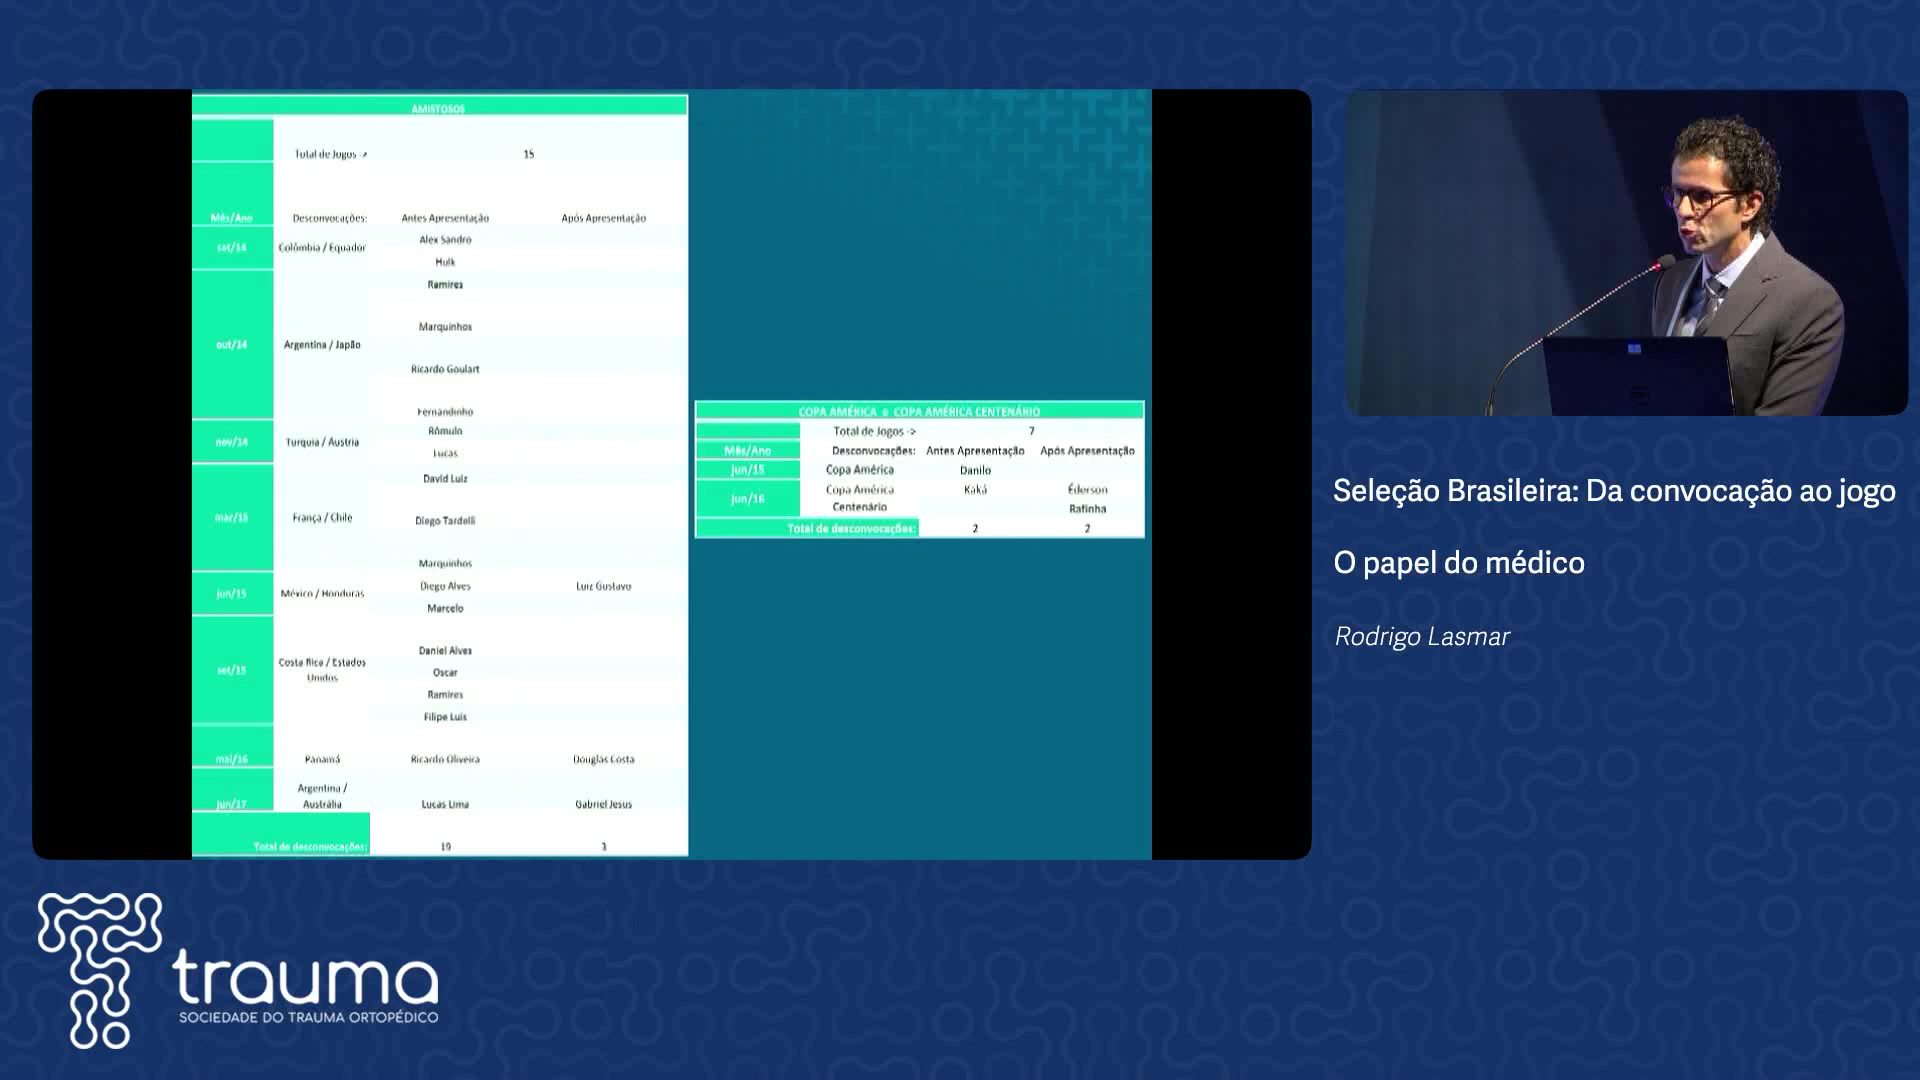 AMISTOSOS
Total de Jogos -> 15
Mês/Ano Desconvocações: Antes Apresentação Após Apresentação
set/14 Colômbia / Equador Alex Sandro
Hulk
Ramires
Marquinhos
out/14 Argentina / Japão
Ricardo Goulart
Fernandinho
Rômulo
nov/14 Turquia / Áustria
Lucas
David Luiz
mar/15 França / Chile Diego Tardelli
Marquinhos
jun/15 México / Honduras Diego Alves Luiz Gustavo
Marcelo
Daniel Alves
set/15 Costa Rica / Estados Unidos Oscar
Ramires
Filipe Luis
mai/16 Panamá Ricardo Oliveira Douglas Costa
jun/17 Argentina / Austrália Lucas Lima Gabriel Jesus
Total de desconvocações: 19 3
COPA AMÉRICA e COPA AMÉRICA CENTENÁRIO
Total de Jogos -> 7
Mês/Ano Desconvocações: Antes Apresentação Após Apresentação
jun/15 Copa América Danilo
jun/16 Copa América Centenário Kaká Éderson
Rafinha
Total de desconvocações: 2 2
Seleção Brasileira: Da convocação ao jogo
O papel do médico
Rodrigo Lasmar
trauma
SOCIEDADE DO TRAUMA ORTOPÉDICO